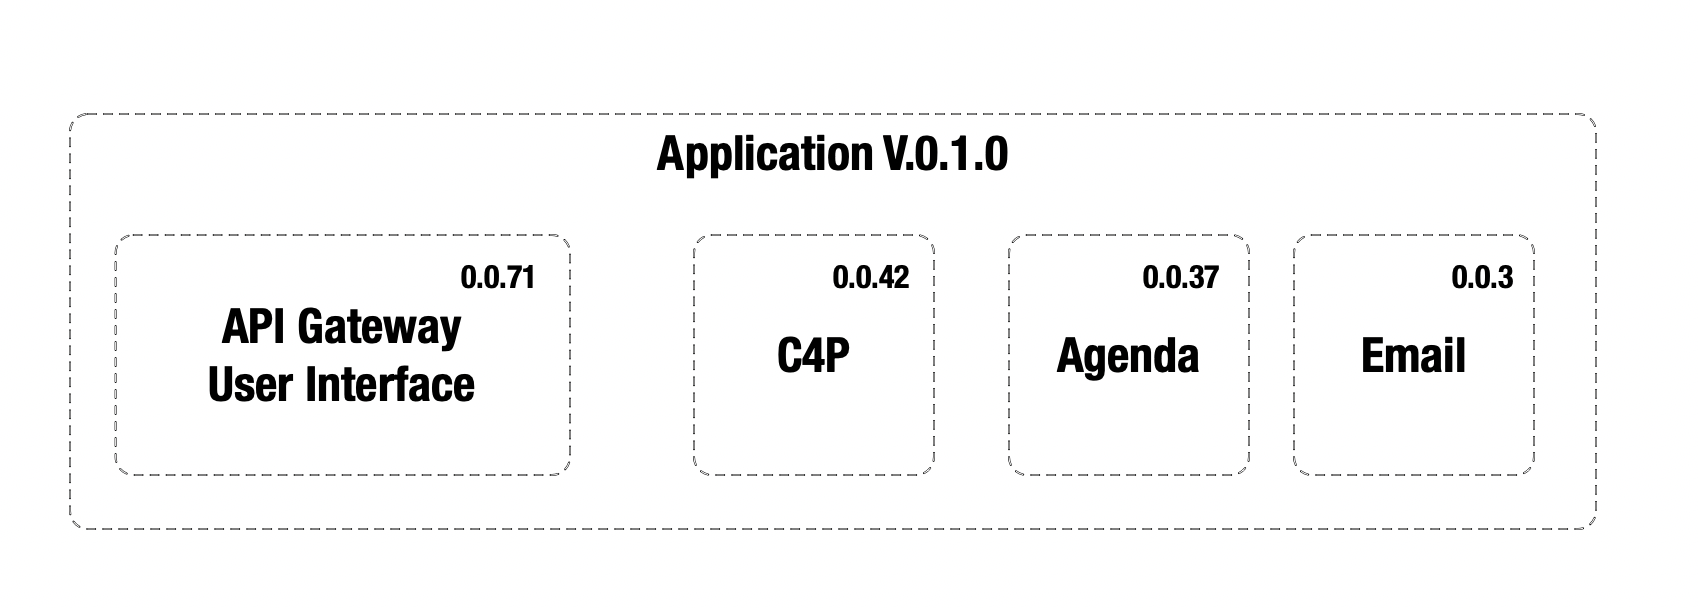 Application V.0.1.0
0.0.71
API Gateway
User Interface
0.0.42
C4P
0.0.37
Agenda
0.0.3
Email